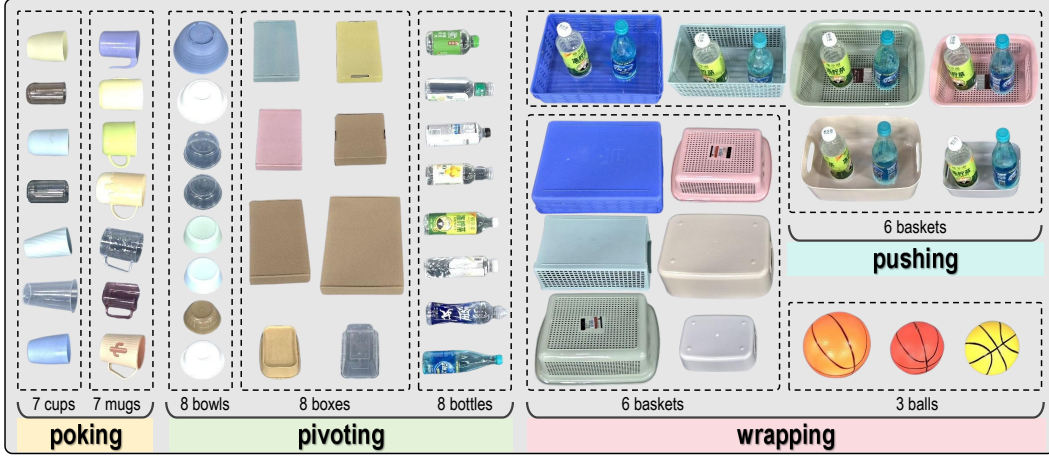 7 cups
7 mugs
8 bowls
8 boxes
8 bottles
6 baskets
3 balls
6 baskets
pushing
poking
pivoting
wrapping